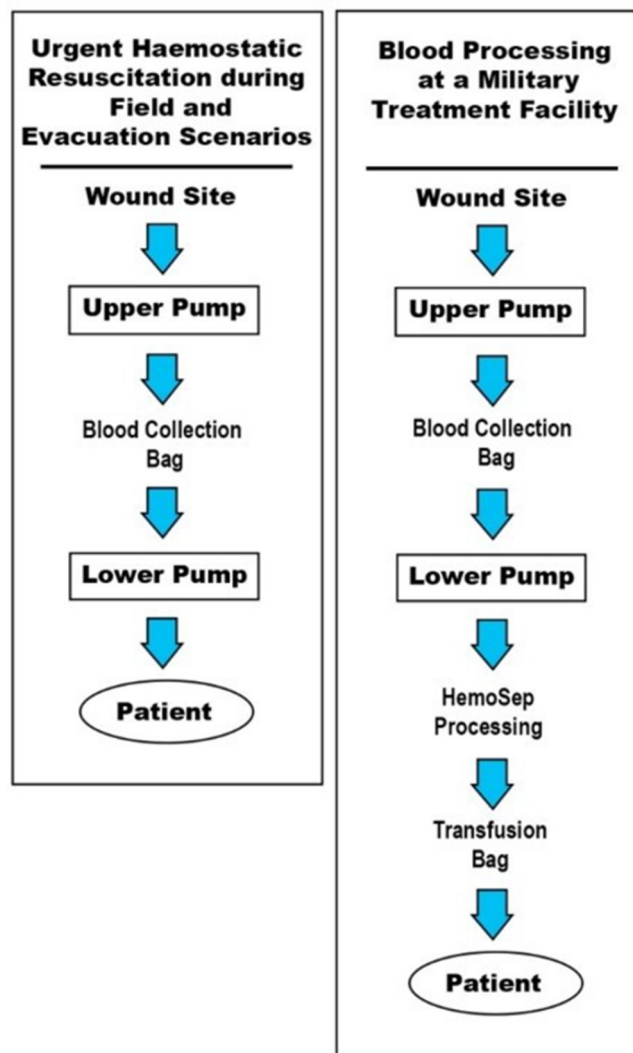 Urgent Haemostatic
Resuscitation during
Field and
Evacuation Scenarios
Wound Site
Upper Pump
Blood Collection
Bag
Lower Pump
Patient
Blood Processing
at a Military
Treatment Facility
Wound Site
Upper Pump
Blood Collection
Bag
Lower Pump
HemoSep
Processing
Transfusion
Bag
Patient